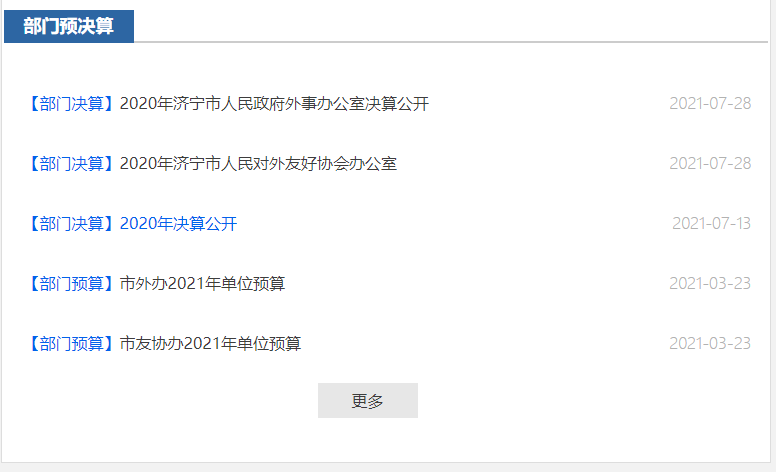 部门预决算
【部门决算】2020年济宁市人民政府外事办公室决算公开 2021-07-28
【部门决算】2020年济宁市人民对外友好协会办公室 2021-07-28
【部门决算】2020年决算公开 2021-07-13
【部门预算】市外办2021年单位预算 2021-03-23
【部门预算】市友协办2021年单位预算 2021-03-23
更多